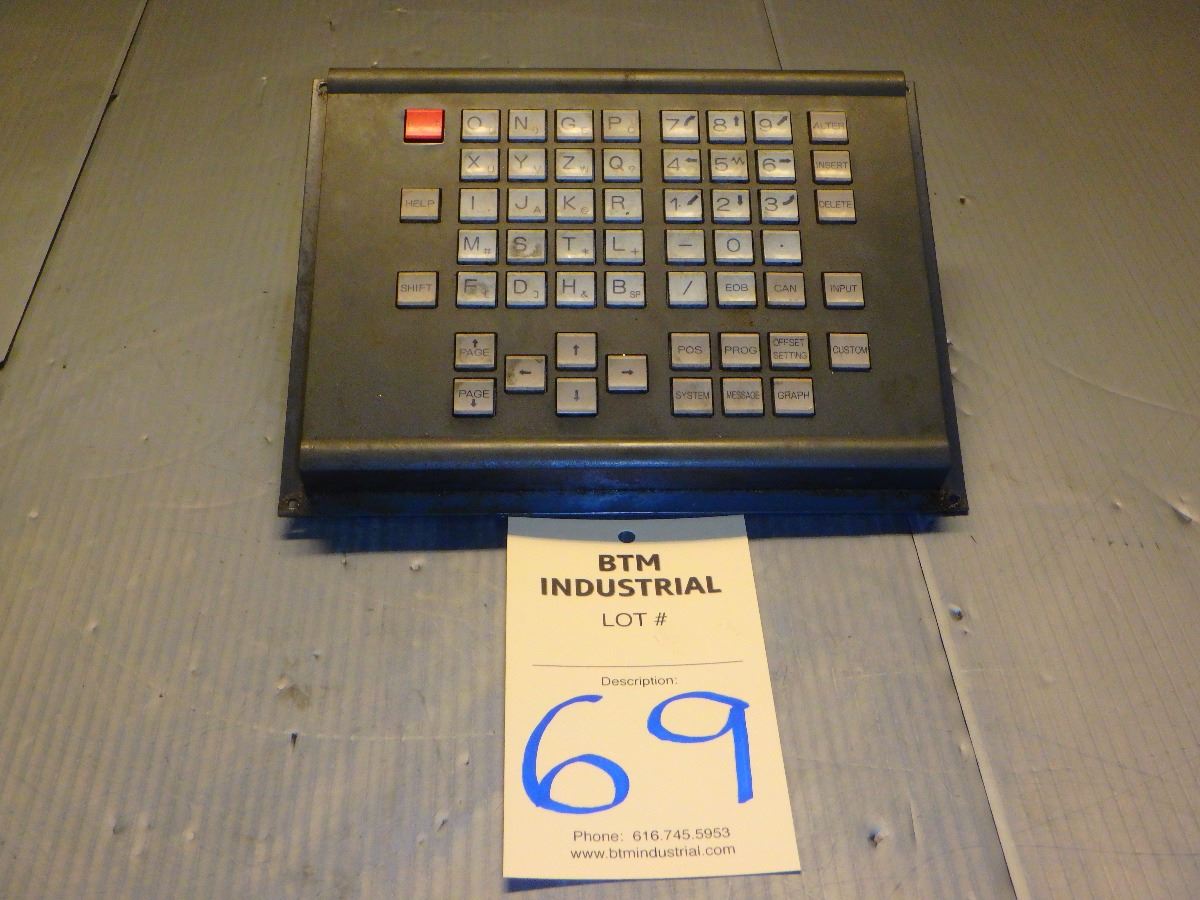 O N G P 7 8 9 ALTER
X U Y V Z W Q ? 4 5 6 INSERT
HELP I J A K R 1 2 3 DELETE
M # S T L + - 0 .
SHIFT F D ] H & B SP / EOB CAN INPUT
↑ PAGE ↑ POS PROG OFFSET SETTING CUSTOM
← →
PAGE ↓ ↓ SYSTEM MESSAGE GRAPH
BTM
INDUSTRIAL
LOT #
Description:
69
Phone: 616.745.5953
www.btmindustrial.com